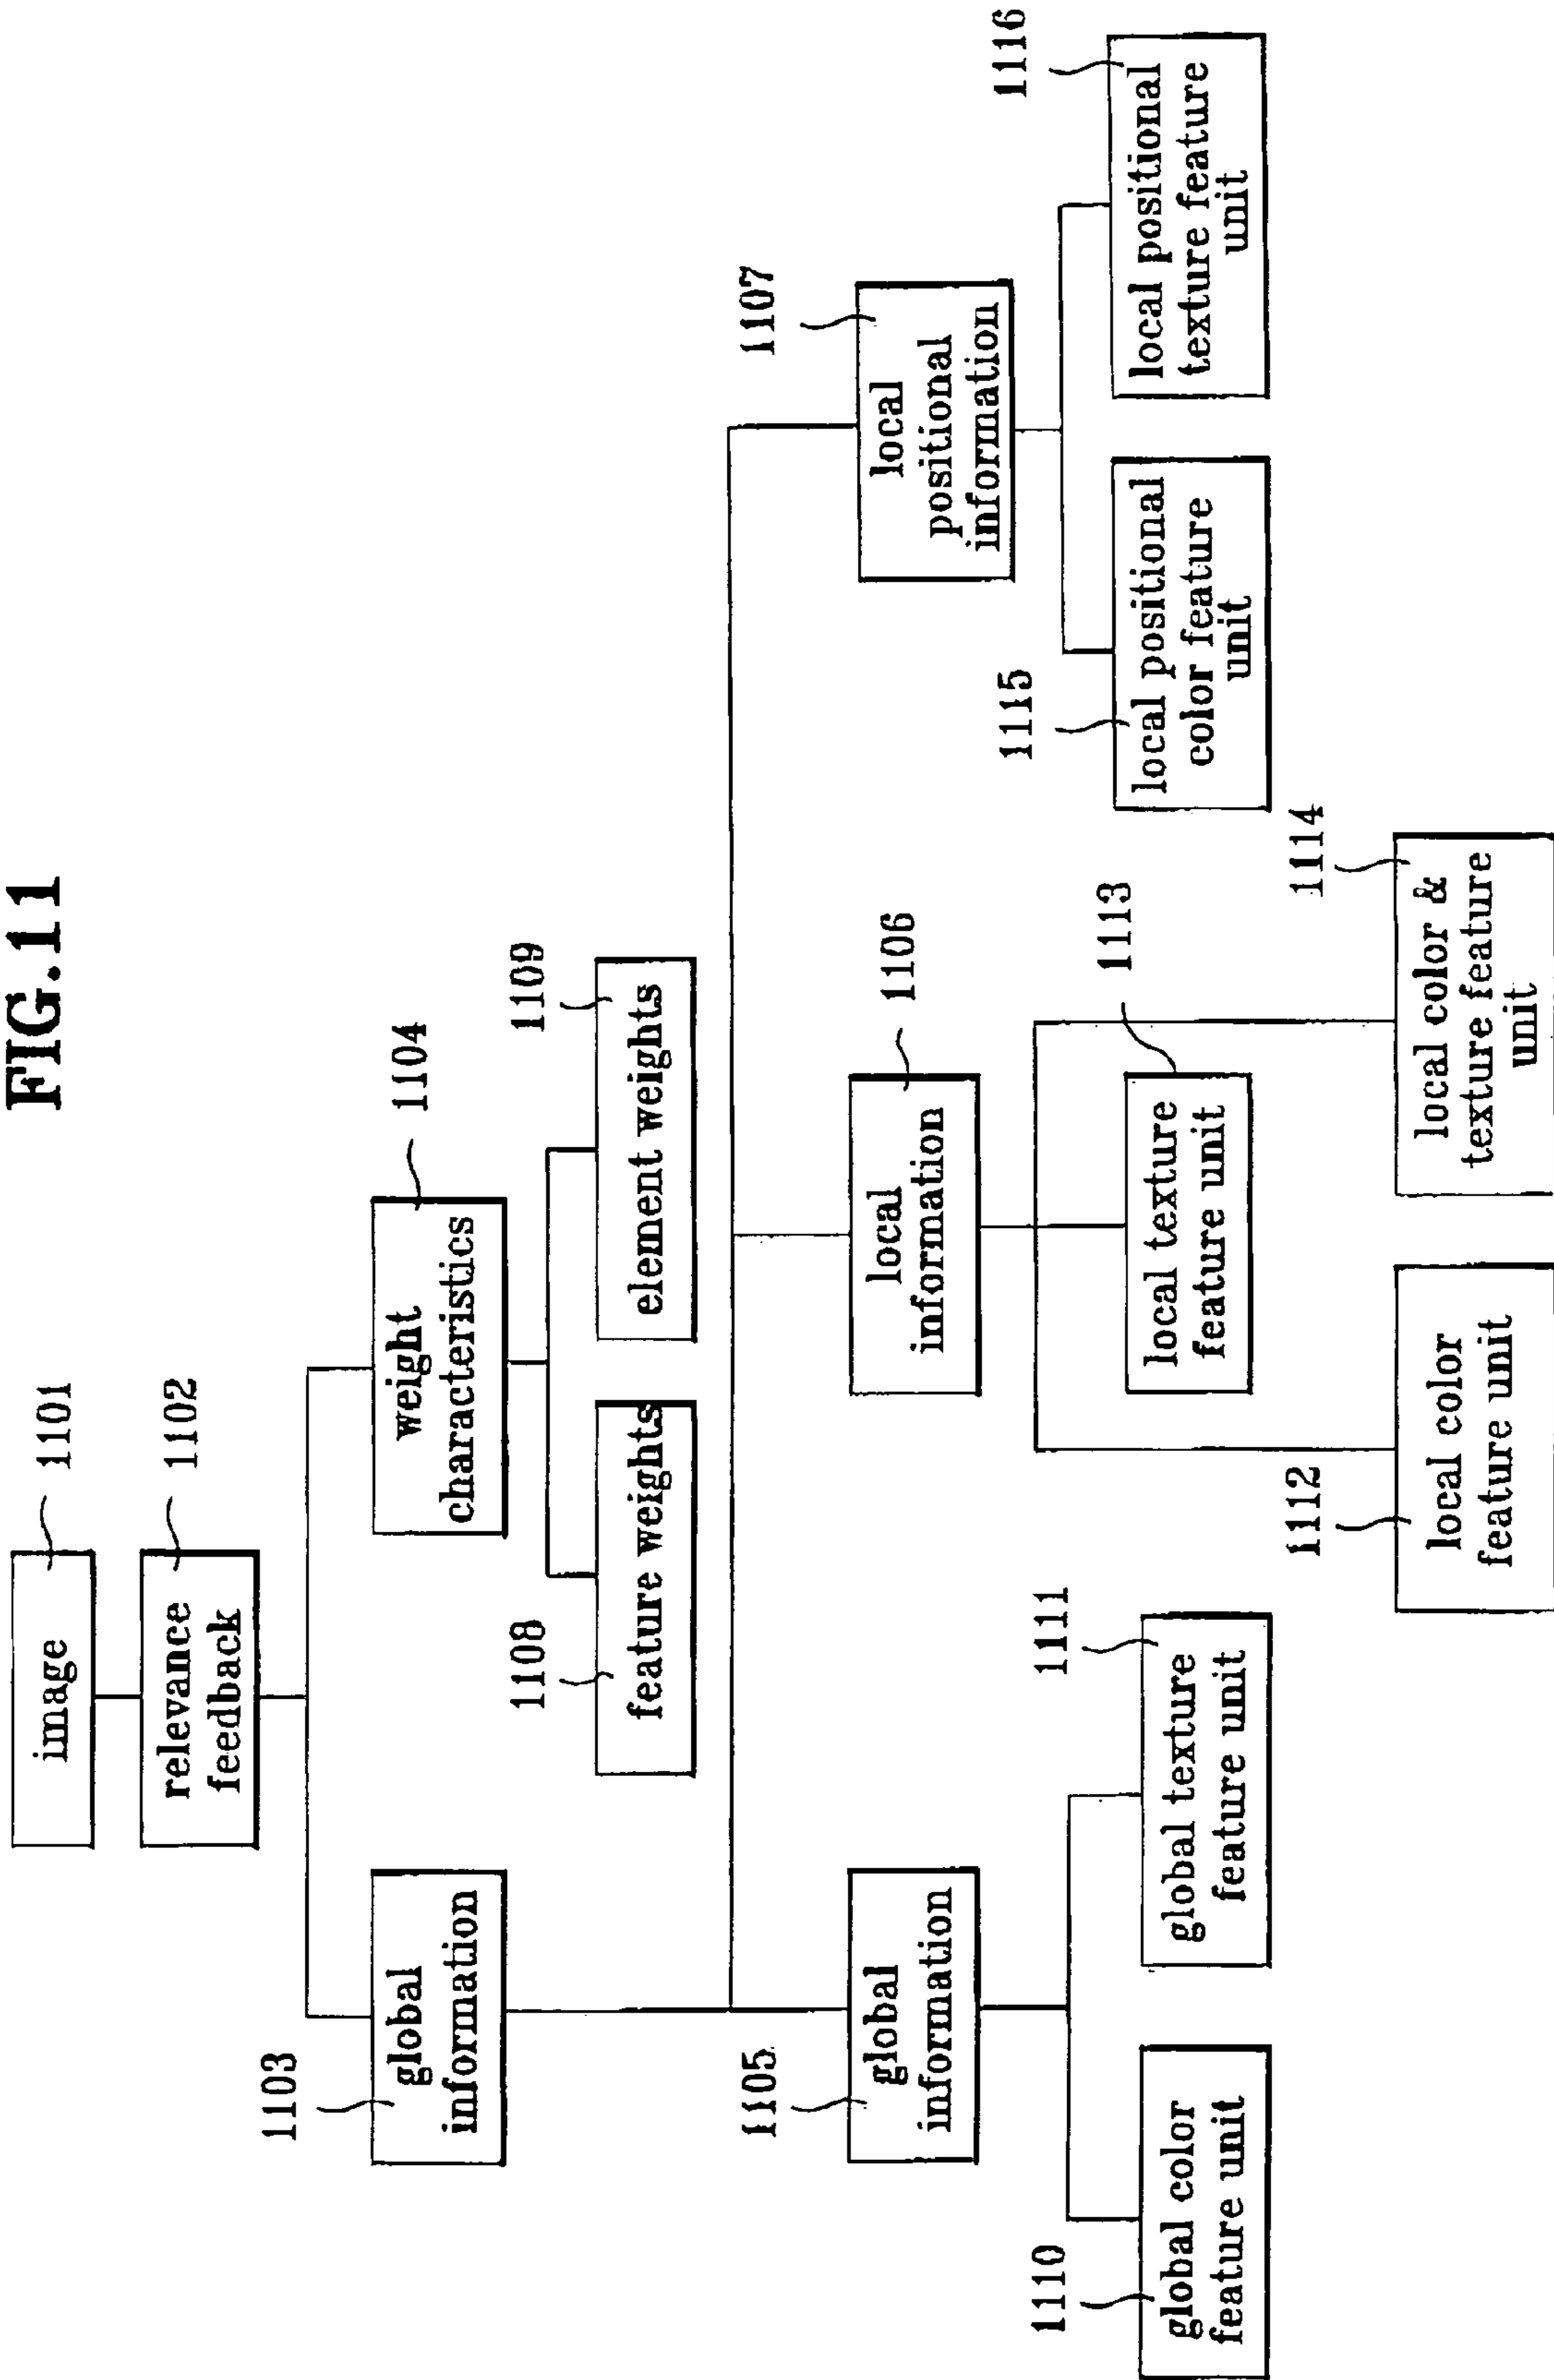 FIG.11
image
1101
relevance
feedback
1102
1103
global
information
weight
characteristics
1104
1108
feature weights
element weights
1109
1105
global
information
local
information
1106
local
positional
information
1107
1110
global color
feature unit
global texture
feature unit
1111
1112
local color
feature unit
local texture
feature unit
1113
local color &
texture feature
unit
1114
1115
local positional
color feature
unit
local positional
texture feature
unit
1116